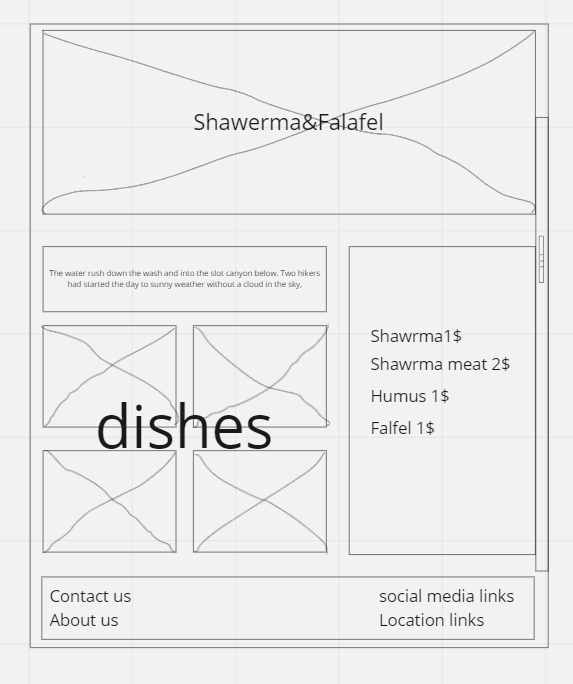 Shawerma&Falafel
The water rush down the wash and into the slot canyon below. Two hikers
had started the day to sunny weather without a cloud in the sky,
dishes
Shawrma1$
Shawrma meat 2$
Humus 1$
Falfel 1$
Contact us
About us
social media links
Location links